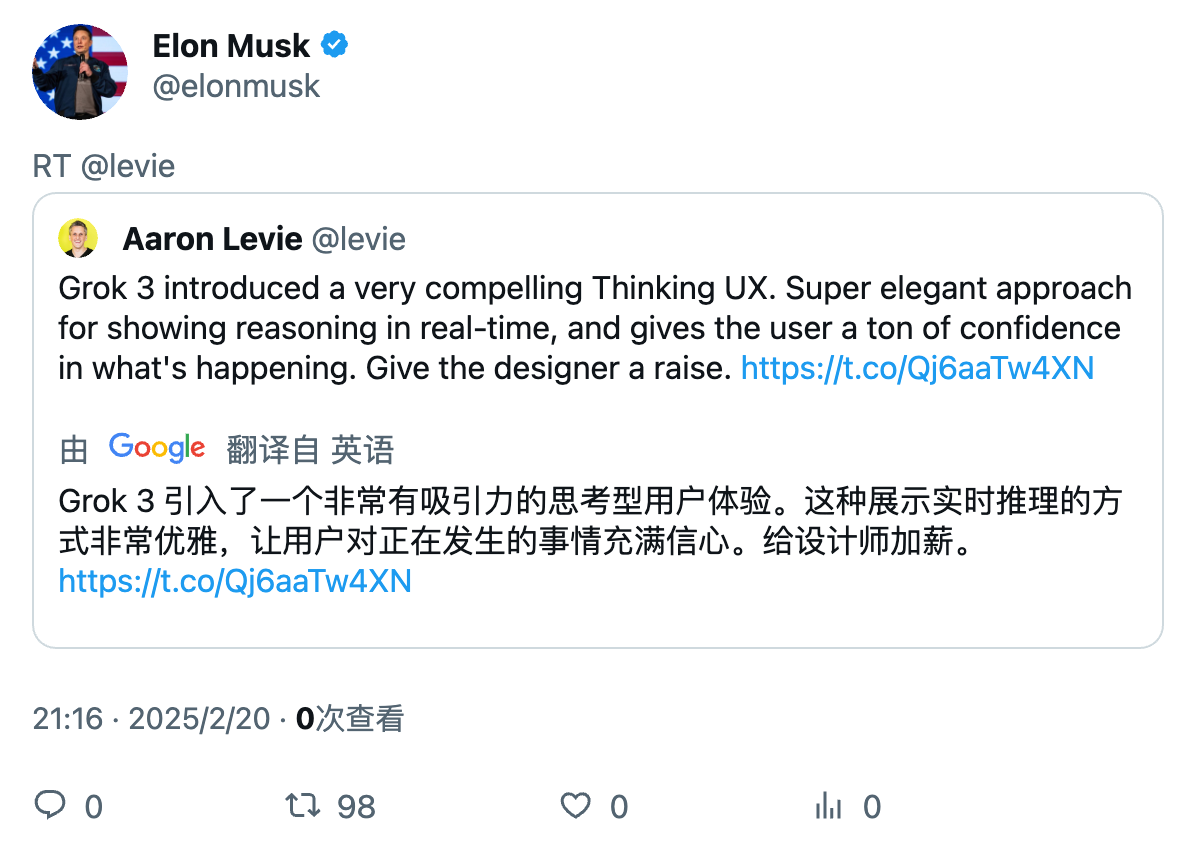 Elon Musk
@elonmusk
RT @levie
Aaron Levie @levie
Grok 3 introduced a very compelling Thinking UX. Super elegant approach
for showing reasoning in real-time, and gives the user a ton of confidence
in what's happening. Give the designer a raise. https://t.co/Qj6aaTw4XN
由 Google 翻译自 英语
Grok 3 引入了一个非常有吸引力的思考型用户体验。这种展示实时推理的方
式非常优雅，让用户对正在发生的事情充满信心。给设计师加薪。
https://t.co/Qj6aaTw4XN
21:16 · 2025/2/20 · 0次查看
0 98 0 0